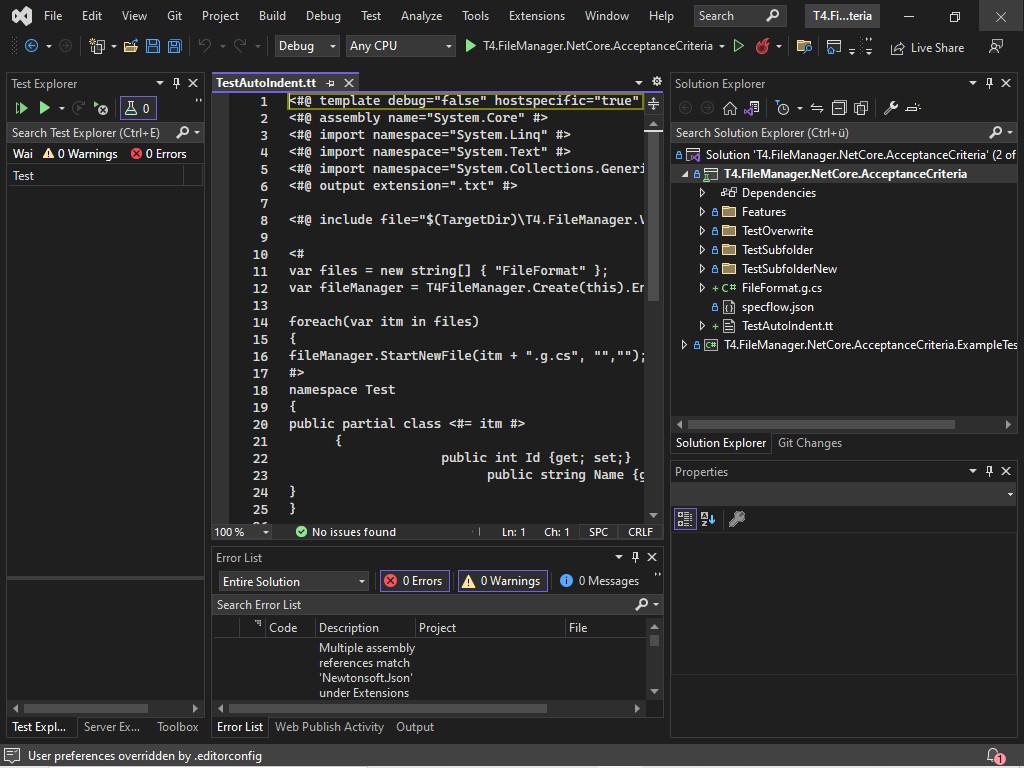 File Edit View Git Project Build Debug Test Analyze Tools Extensions Window Help Search T4.Fi...teria
Debug Any CPU T4.FileManager.NetCore.AcceptanceCriteria Live Share
Test Explorer
0
Search Test Explorer (Ctrl+E)
Wai 0 Warnings 0 Errors
Test
Test Expl... Server Ex... Toolbox
TestAutoIndent.tt
1 <#@ template debug="false" hostspecific="true"
2 <#@ assembly name="System.Core" #>
3 <#@ import namespace="System.Linq" #>
4 <#@ import namespace="System.Text" #>
5 <#@ import namespace="System.Collections.Generi
6 <#@ output extension=".txt" #>
7
8 <#@ include file="$(TargetDir)\T4.FileManager.V
9
10 <#
11 var files = new string[] { "FileFormat" };
12 var fileManager = T4FileManager.Create(this).En
13
14 foreach(var itm in files)
15 {
16 fileManager.StartNewFile(itm + ".g.cs", "","");
17 #>
18 namespace Test
19 {
20 public partial class <#= itm #>
21 {
22 public int Id {get; set;}
23 public string Name {g
24 }
25 }
100 % No issues found Ln: 1 Ch: 1 SPC CRLF
Error List
Entire Solution 0 Errors 0 Warnings 0 Messages
Search Error List
Code Description Project File
Multiple assembly
references match
'Newtonsoft.Json'
under Extensions
Error List Web Publish Activity Output
Solution Explorer
Search Solution Explorer (Ctrl+ü)
Solution 'T4.FileManager.NetCore.AcceptanceCriteria' (2 of
T4.FileManager.NetCore.AcceptanceCriteria
Dependencies
Features
TestOverwrite
TestSubfolder
TestSubfolderNew
C# FileFormat.g.cs
specflow.json
TestAutoIndent.tt
C# T4.FileManager.NetCore.AcceptanceCriteria.ExampleTes
Solution Explorer Git Changes
Properties
User preferences overridden by .editorconfig 1